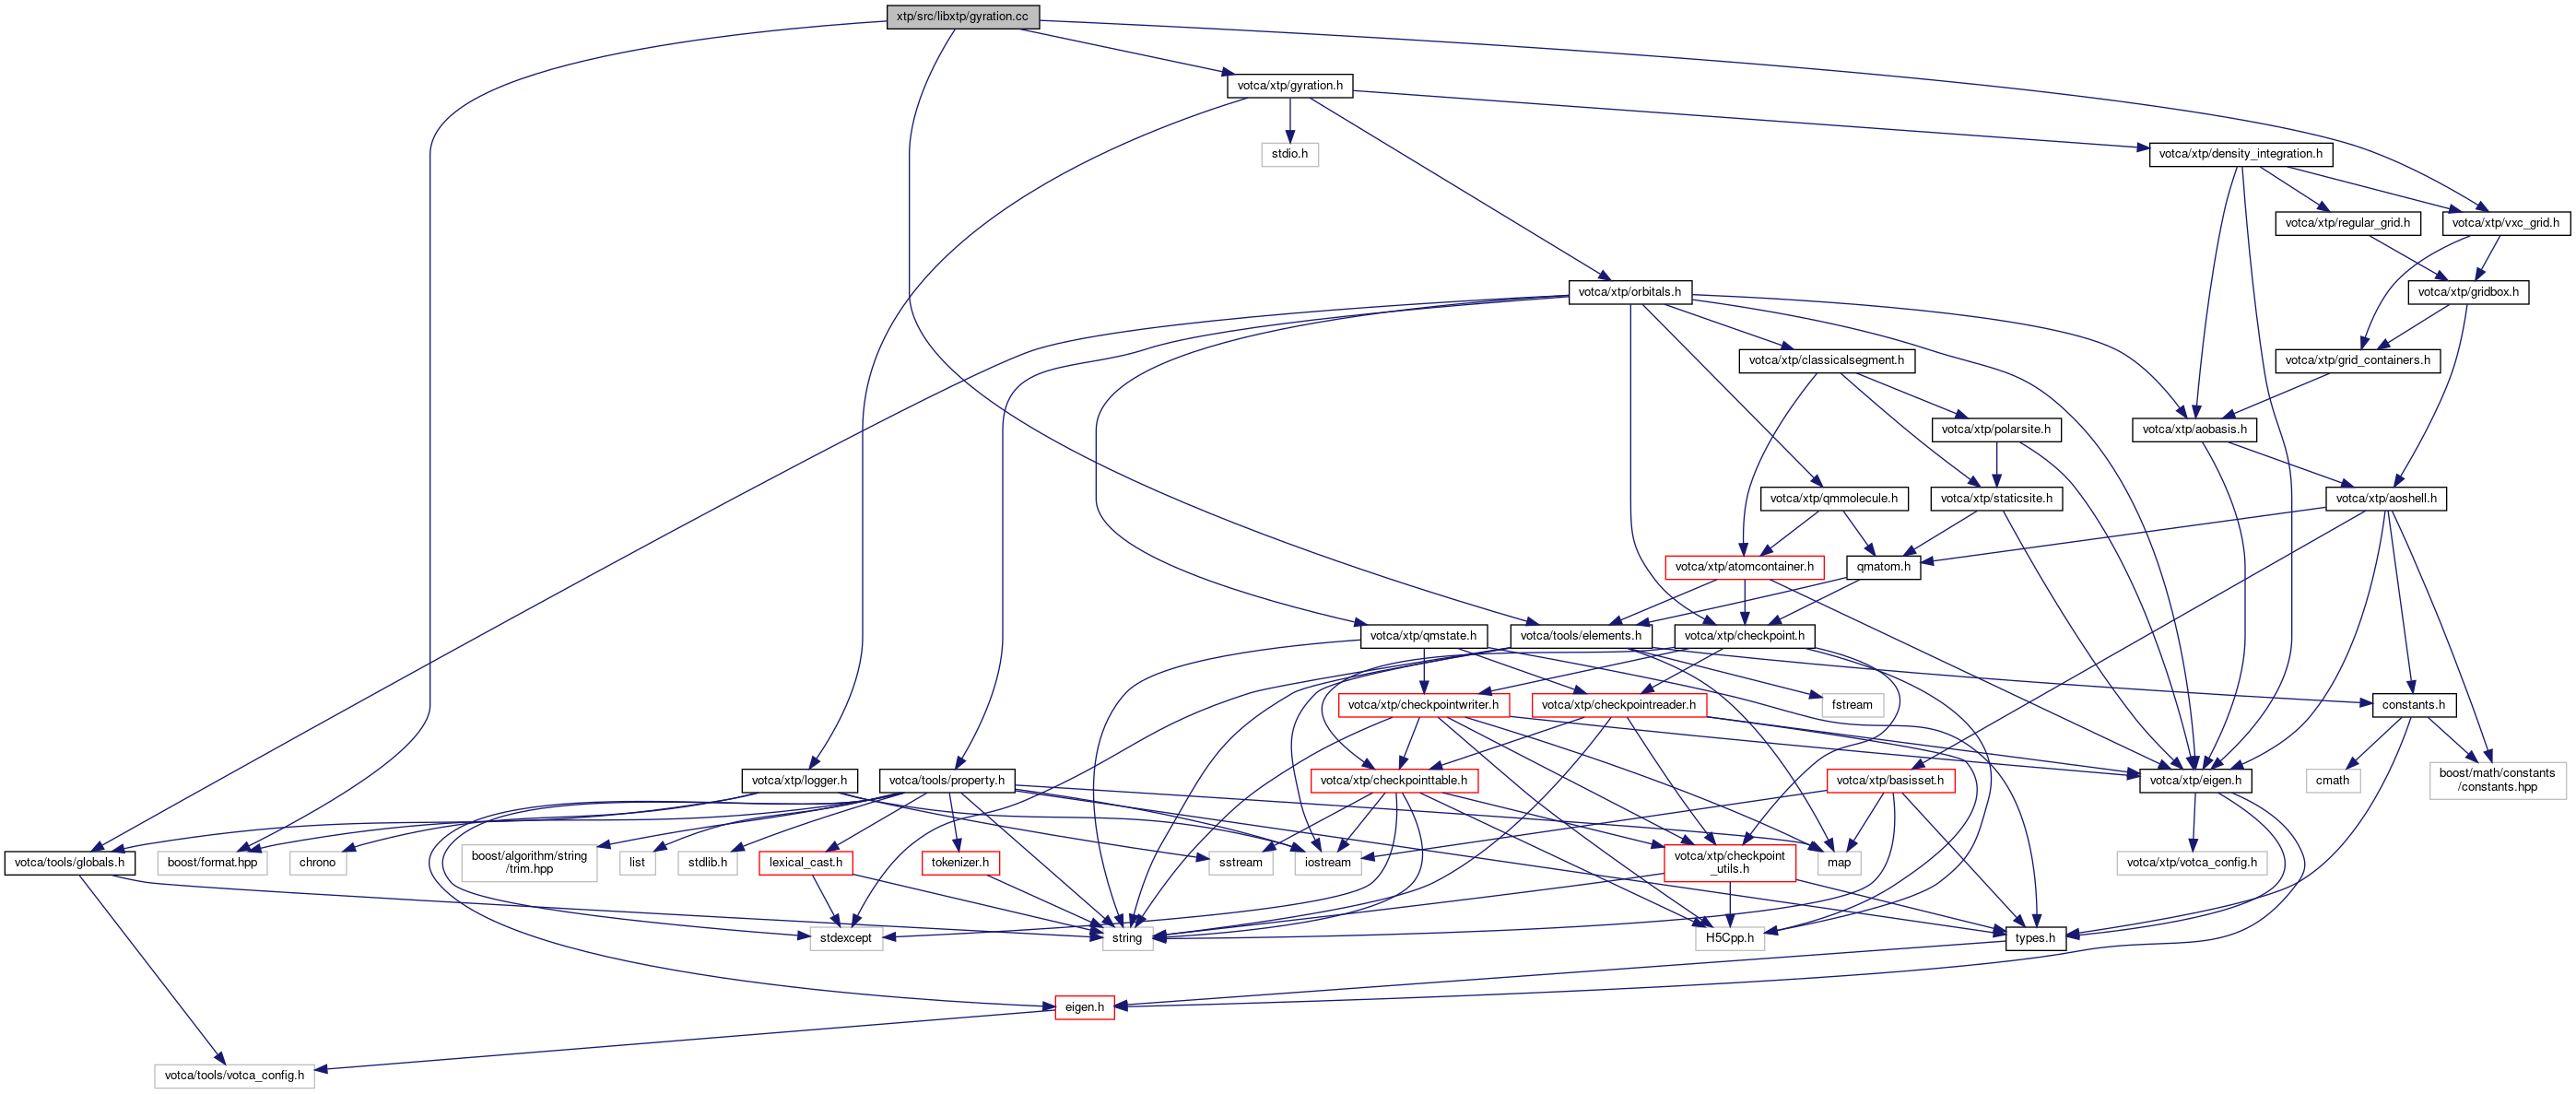 xtp/src/libxtp/gyration.cc
votca/xtp/gyration.h
stdio.h
votca/xtp/density_integration.h
votca/xtp/regular_grid.h
votca/xtp/vxc_grid.h
votca/xtp/orbitals.h
votca/xtp/gridbox.h
votca/xtp/classicalsegment.h
votca/xtp/grid_containers.h
votca/xtp/polarsite.h
votca/xtp/aobasis.h
votca/xtp/qmmolecule.h
votca/xtp/staticsite.h
votca/xtp/aoshell.h
votca/xtp/atomcontainer.h
qmatom.h
votca/xtp/qmstate.h
votca/tools/elements.h
votca/xtp/checkpoint.h
votca/xtp/checkpointwriter.h
votca/xtp/checkpointreader.h
fstream
constants.h
votca/xtp/logger.h
votca/tools/property.h
votca/xtp/checkpointtable.h
votca/xtp/basisset.h
votca/xtp/eigen.h
cmath
boost/math/constants
/constants.hpp
votca/tools/globals.h
boost/format.hpp
chrono
boost/algorithm/string
/trim.hpp
list
stdlib.h
lexical_cast.h
tokenizer.h
sstream
iostream
votca/xtp/checkpoint
_utils.h
map
votca/xtp/votca_config.h
stdexcept
string
H5Cpp.h
types.h
eigen.h
votca/tools/votca_config.h